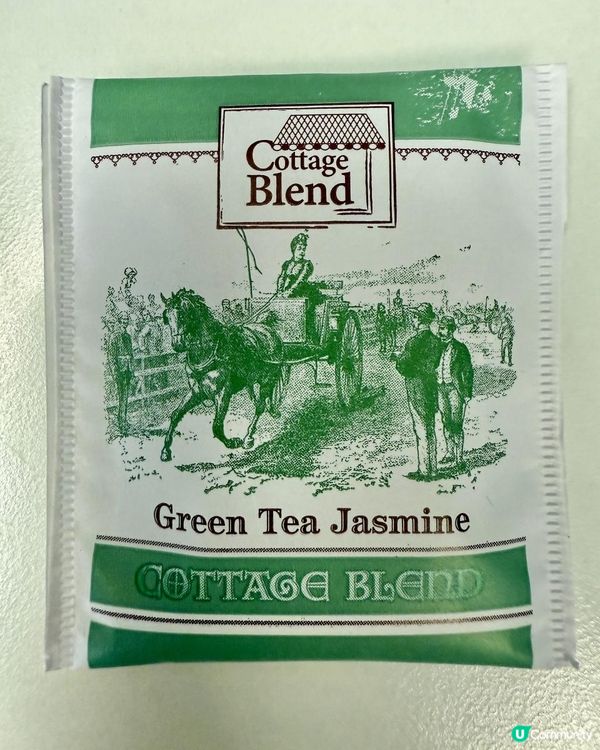 Cottage
Blend
Green Tea Jasmine
COTTAGE BLEND
U Community